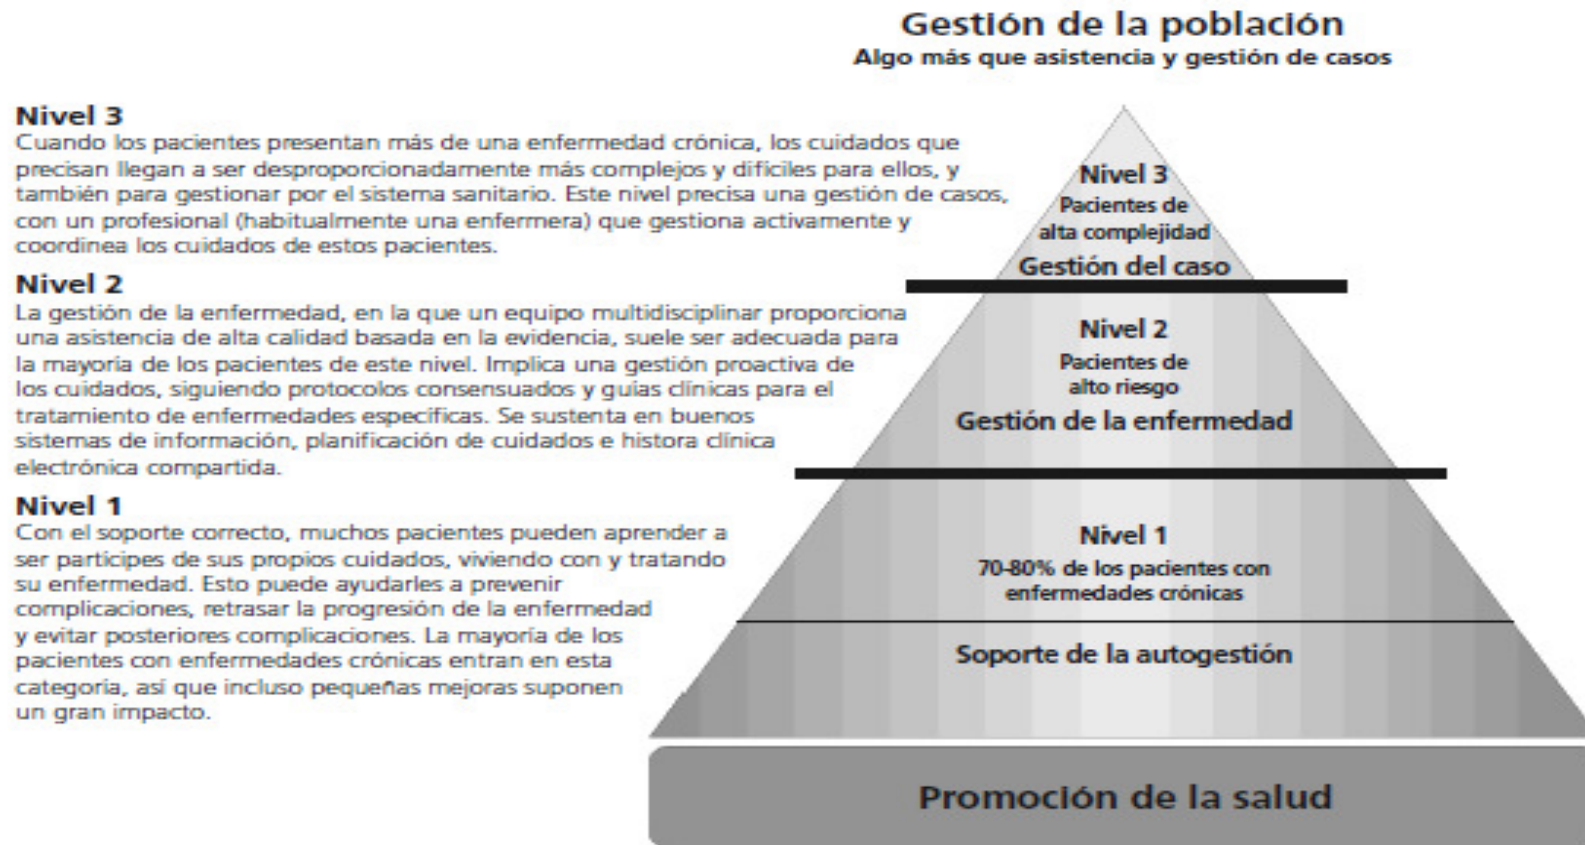 Gestión de la población
Algo más que asistencia y gestión de casos
Nivel 3
Cuando los pacientes presentan más de una enfermedad crónica, los cuidados que
precisan llegan a ser desproporcionadamente más complejos y difíciles para ellos, y
también para gestionar por el sistema sanitario. Este nivel precisa una gestión de casos,
con un profesional (habitualmente una enfermera) que gestiona activamente y
coordinea los cuidados de estos pacientes.
Nivel 2
La gestión de la enfermedad, en la que un equipo multidisciplinar proporciona
una asistencia de alta calidad basada en la evidencia, suele ser adecuada para
la mayoría de los pacientes de este nivel. Implica una gestión proactiva de
los cuidados, siguiendo protocolos consensuados y guías clínicas para el
tratamiento de enfermedades específicas. Se sustenta en buenos
sistemas de información, planificación de cuidados e histora clínica
electrónica compartida.
Nivel 1
Con el soporte correcto, muchos pacientes pueden aprender a
ser partícipes de sus propios cuidados, viviendo con y tratando
su enfermedad. Esto puede ayudarles a prevenir
complicaciones, retrasar la progresión de la enfermedad
y evitar posteriores complicaciones. La mayoría de los
pacientes con enfermedades crónicas entran en esta
categoría, así que incluso pequeñas mejoras suponen
un gran impacto.
Nivel 3
Pacientes de
alta complejidad
Gestión del caso
Nivel 2
Pacientes de
alto riesgo
Gestión de la enfermedad
Nivel 1
70-80% de los pacientes con
enfermedades crónicas
Soporte de la autogestión
Promoción de la salud